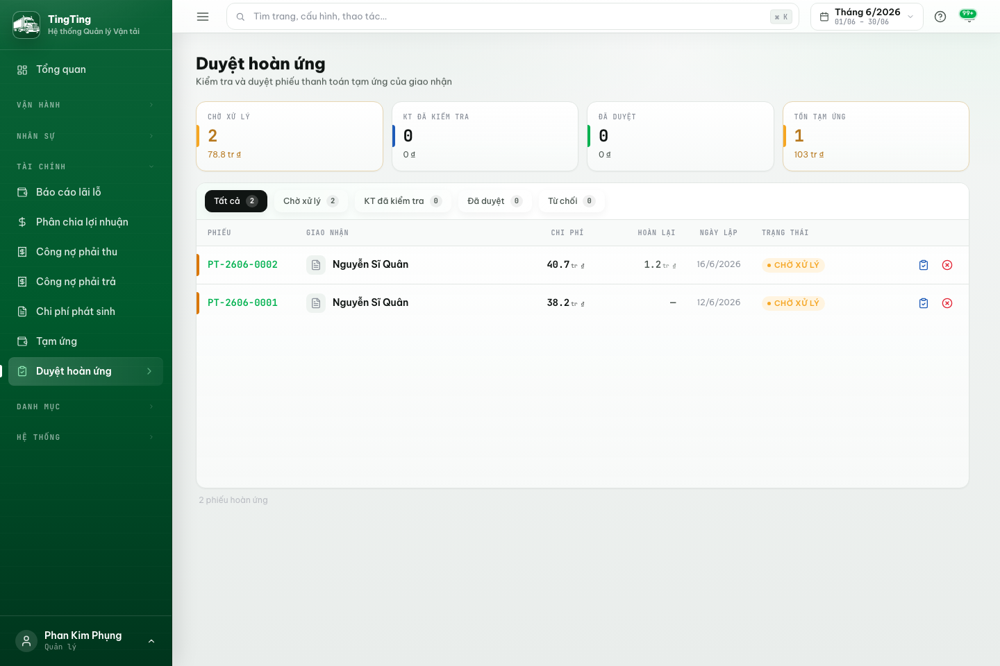 TingTing
Hệ thống Quản lý Vận tải
Tổng quan
VẬN HÀNH
NHÂN SỰ
TÀI CHÍNH
Báo cáo lãi lỗ
Phân chia lợi nhuận
Công nợ phải thu
Công nợ phải trả
Chi phí phát sinh
Tạm ứng
Duyệt hoàn ứng
DANH MỤC
HỆ THỐNG
Phan Kim Phụng
Quản lý
Tìm trang, cấu hình, thao tác...
⌘ K
Tháng 6/2026
01/06 – 30/06
99+
Duyệt hoàn ứng
Kiểm tra và duyệt phiếu thanh toán tạm ứng của giao nhận
CHỜ XỬ LÝ
2
78.8 tr ₫
KT ĐÃ KIỂM TRA
0
0 ₫
ĐÃ DUYỆT
0
0 ₫
TỒN TẠM ỨNG
1
103 tr ₫
Tất cả 2
Chờ xử lý 2
KT đã kiểm tra 0
Đã duyệt 0
Từ chối 0
PHIẾU GIAO NHẬN CHI PHÍ HOÀN LẠI NGÀY LẬP TRẠNG THÁI
PT-2606-0002 Nguyễn Sĩ Quân 40.7 tr ₫ 1.2 tr ₫ 16/6/2026 CHỜ XỬ LÝ
PT-2606-0001 Nguyễn Sĩ Quân 38.2 tr ₫ — 12/6/2026 CHỜ XỬ LÝ
2 phiếu hoàn ứng